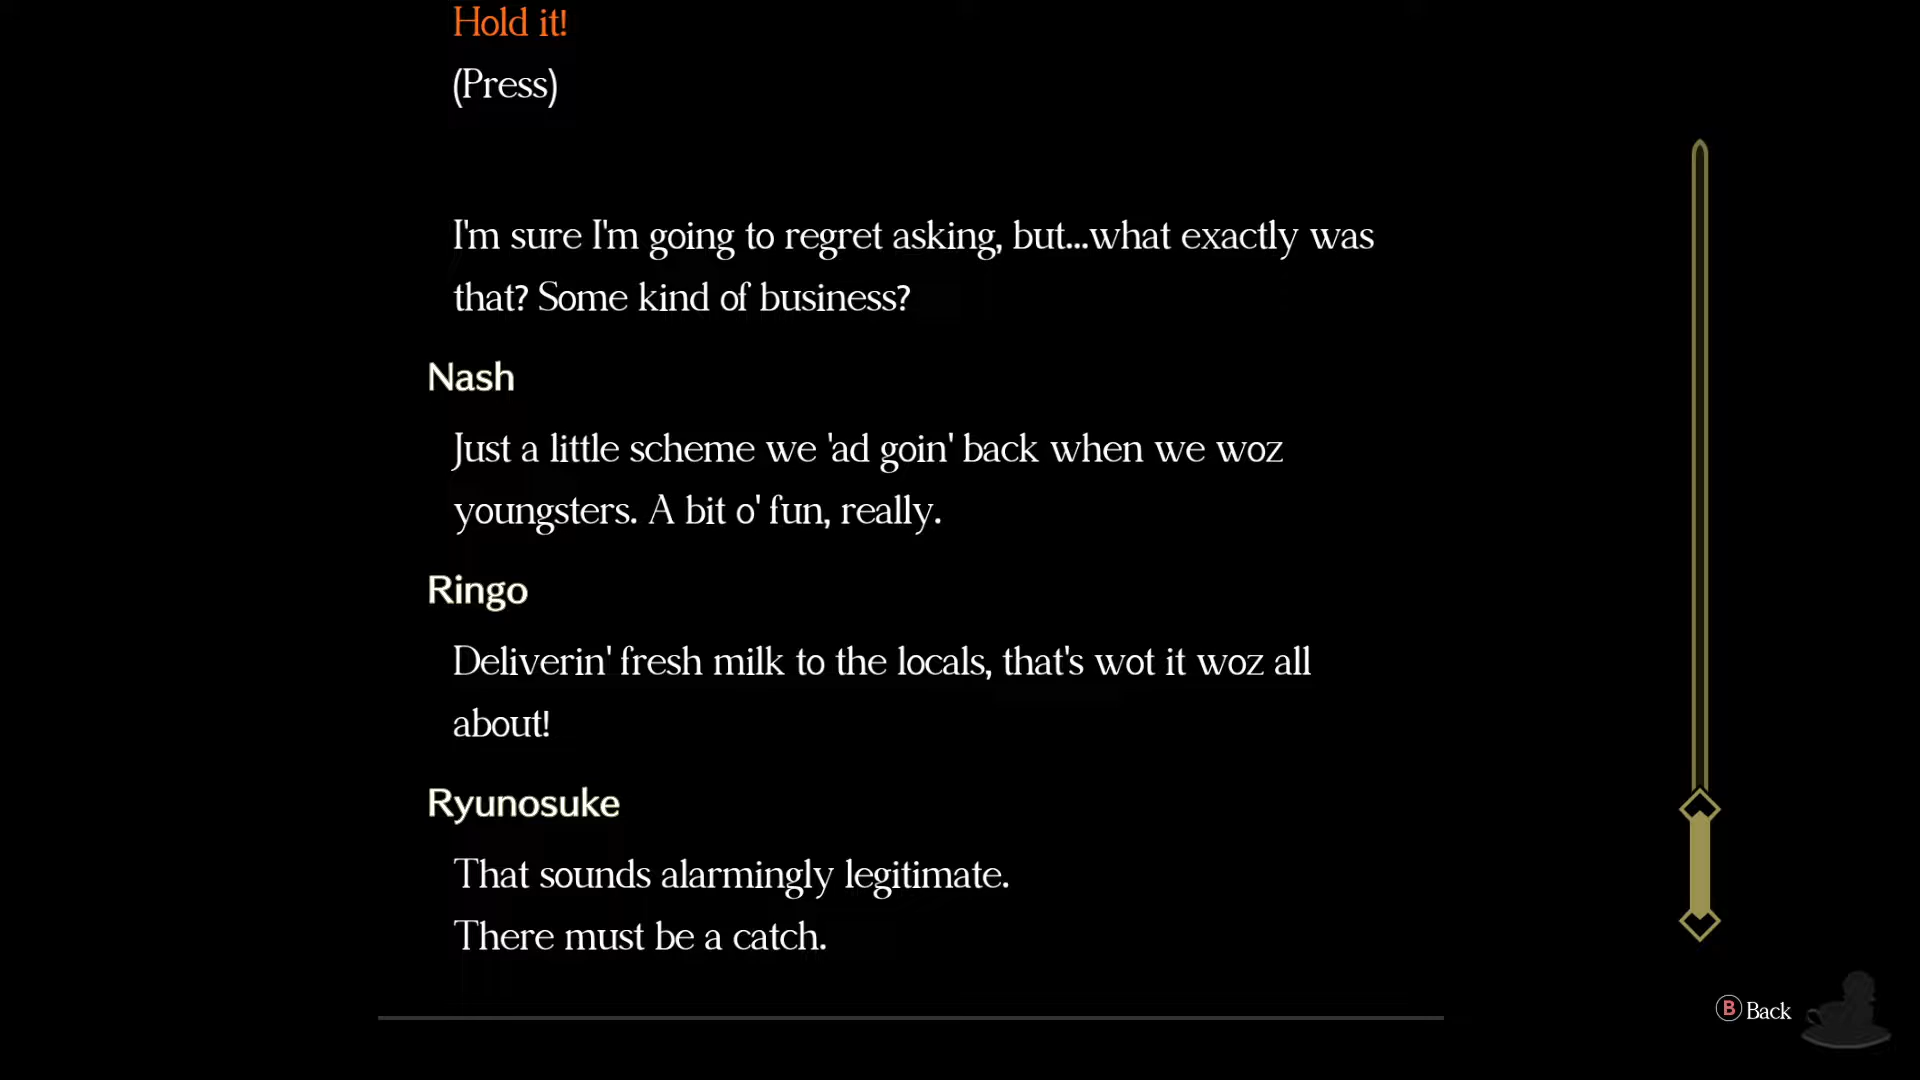 Hold it!
(Press)
I'm sure I'm going to regret asking, but...what exactly was
that? Some kind of business?
Nash
Just a little scheme we 'ad goin' back when we woz
youngsters. A bit o' fun, really.
Ringo
Deliverin' fresh milk to the locals, that's wot it woz all
about!
Ryunosuke
That sounds alarmingly legitimate.
There must be a catch.
B Back